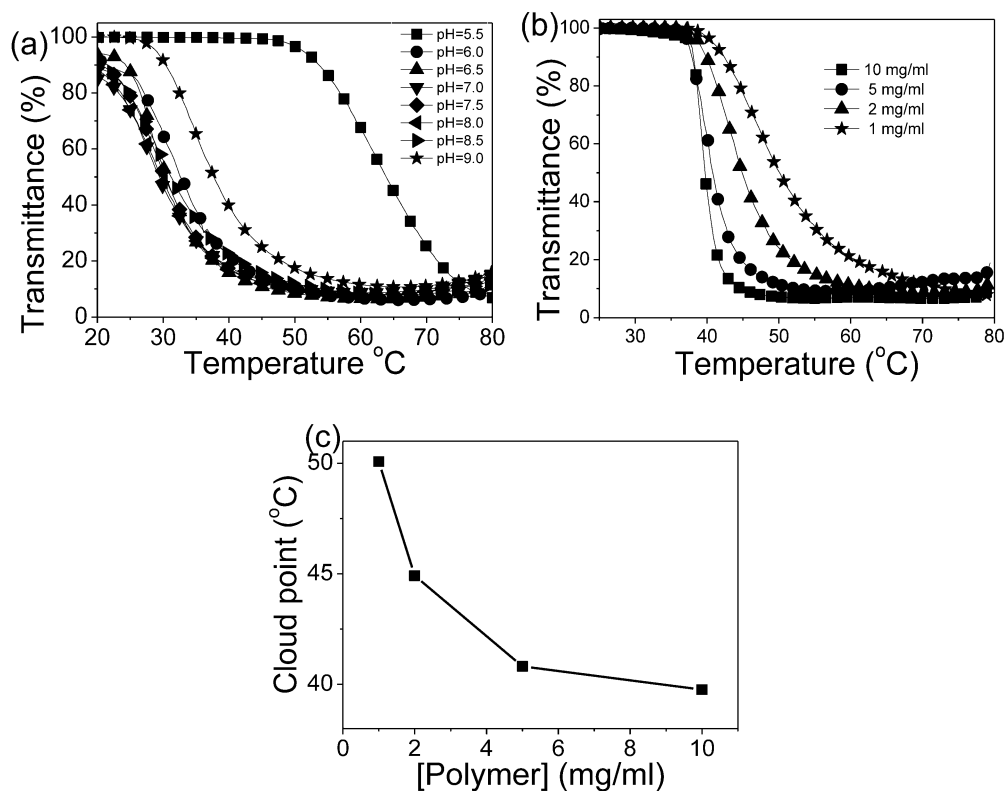 (a)
Transmittance (%)
100
80
60
40
20
0
20 30 40 50 60 70 80
Temperature °C
pH=5.5
pH=6.0
pH=6.5
pH=7.0
pH=7.5
pH=8.0
pH=8.5
pH=9.0
(b)
Transmittance (%)
100
80
60
40
20
0
30 40 50 60 70 80
Temperature (°C)
10 mg/ml
5 mg/ml
2 mg/ml
1 mg/ml
(c)
Cloud point (°C)
50
45
40
0 2 4 6 8 10
[Polymer] (mg/ml)